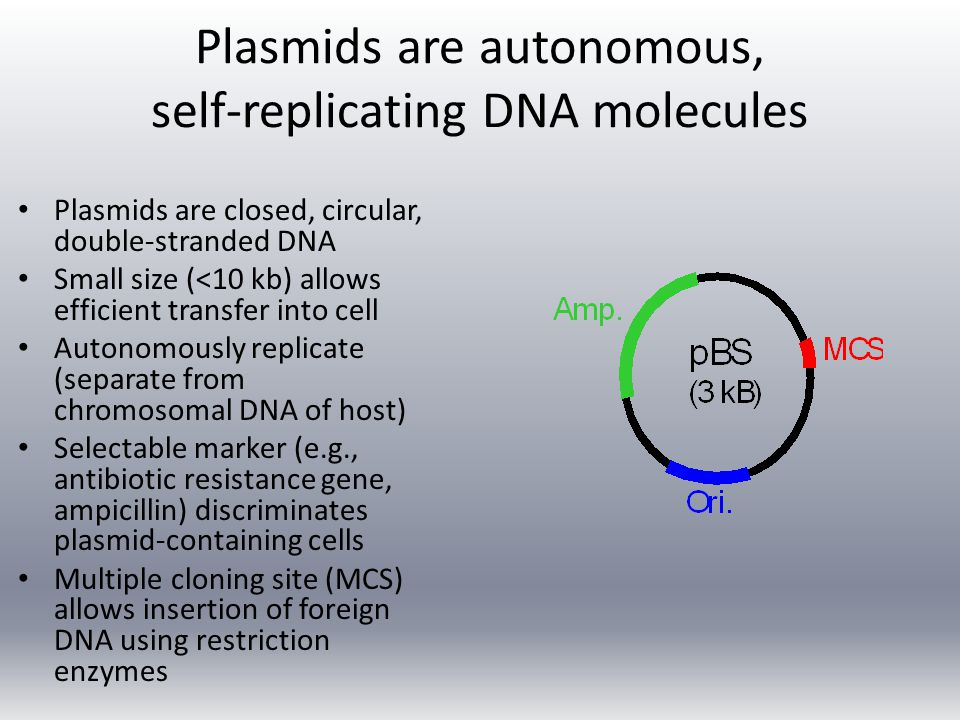 Plasmids are autonomous,
self-replicating DNA molecules
• Plasmids are closed, circular,
double-stranded DNA
• Small size (<10 kb) allows
efficient transfer into cell
• Autonomously replicate
(separate from
chromosomal DNA of host)
• Selectable marker (e.g.,
antibiotic resistance gene,
ampicillin) discriminates
plasmid-containing cells
• Multiple cloning site (MCS)
allows insertion of foreign
DNA using restriction
enzymes
Amp.
pBS
(3 kB)
MCS
Ori.